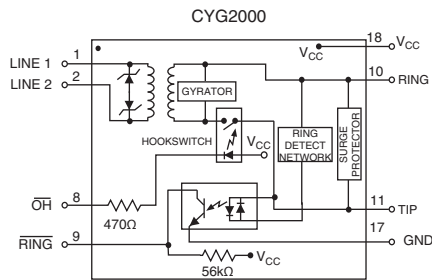 CYG2000
18
VCC
VCC
LINE 1
1
10
RING
LINE 2
2
GYRATOR
HOOKSWITCH
VCC
RING
DETECT
NETWORK
SURGE
PROTECTOR
OH
8
470Ω
11
TIP
17
GND
RING
9
56kΩ
VCC